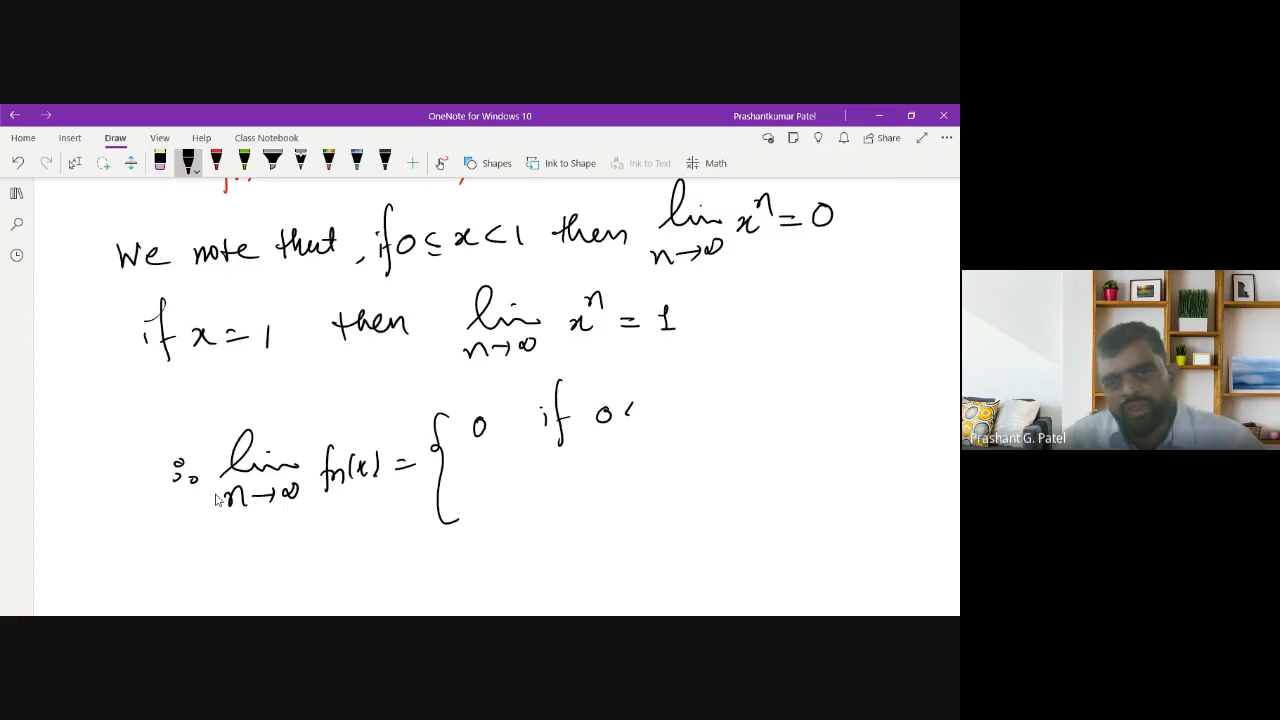 OneNote for Windows 10
Prashantkumar Patel
Home Insert Draw View Help Class Notebook
Share
Shapes Ink to Shape Ink to Text Math
We note that, if 0 ≤ x < 1 then lim x^n = 0
n→∞
if x = 1 then lim x^n = 1
n→∞
∴ lim fn(x) = { 0 if 0 <
n→∞
Prashant G. Patel